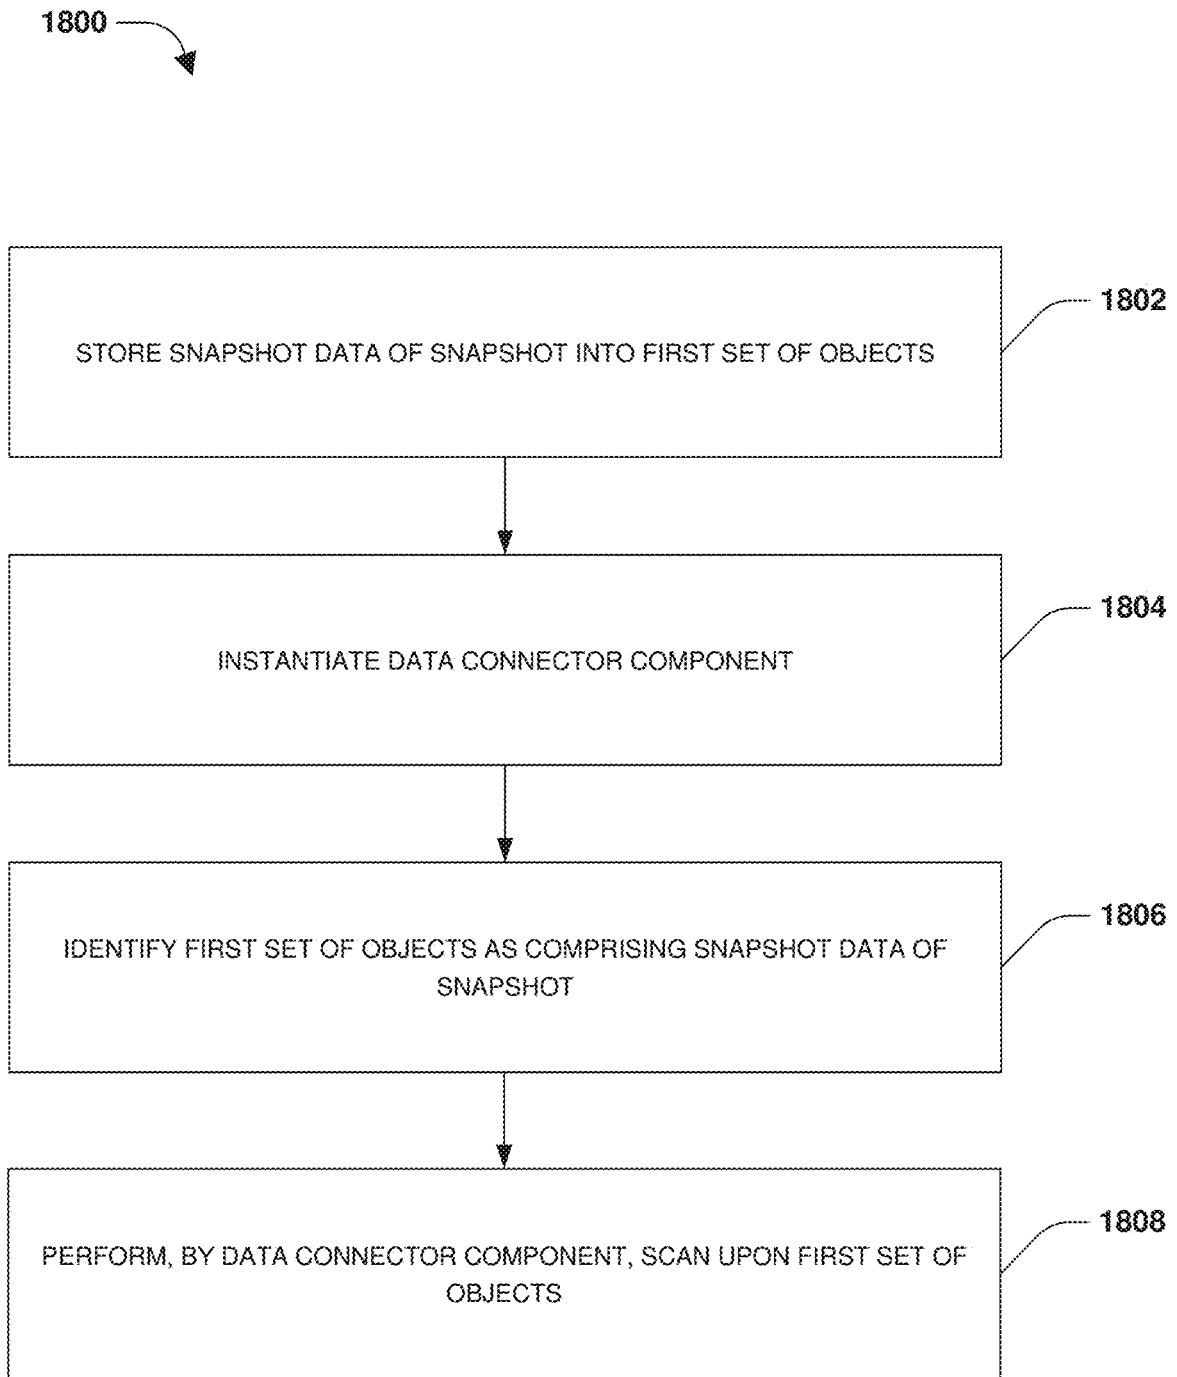 1800
STORE SNAPSHOT DATA OF SNAPSHOT INTO FIRST SET OF OBJECTS
1802
INSTANTIATE DATA CONNECTOR COMPONENT
1804
IDENTIFY FIRST SET OF OBJECTS AS COMPRISING SNAPSHOT DATA OF
SNAPSHOT
1806
PERFORM, BY DATA CONNECTOR COMPONENT, SCAN UPON FIRST SET OF
OBJECTS
1808